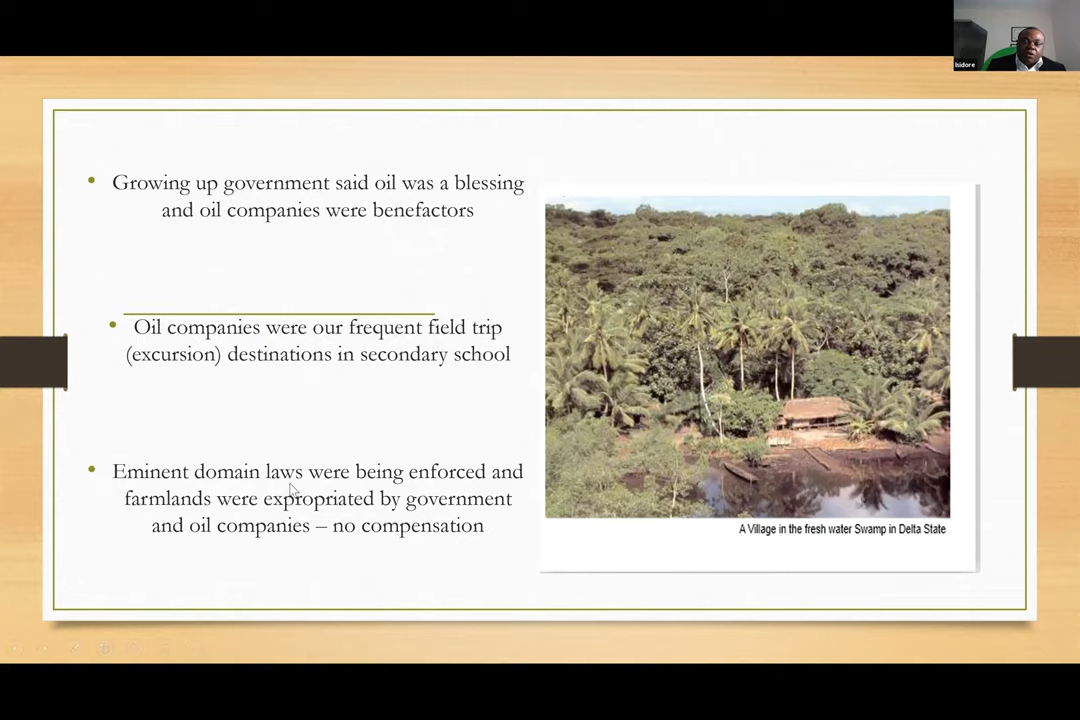 Isidore
• Growing up government said oil was a blessing
and oil companies were benefactors
• Oil companies were our frequent field trip
(excursion) destinations in secondary school
• Eminent domain laws were being enforced and
farmlands were expropriated by government
and oil companies – no compensation
A Village in the fresh water Swamp in Delta State